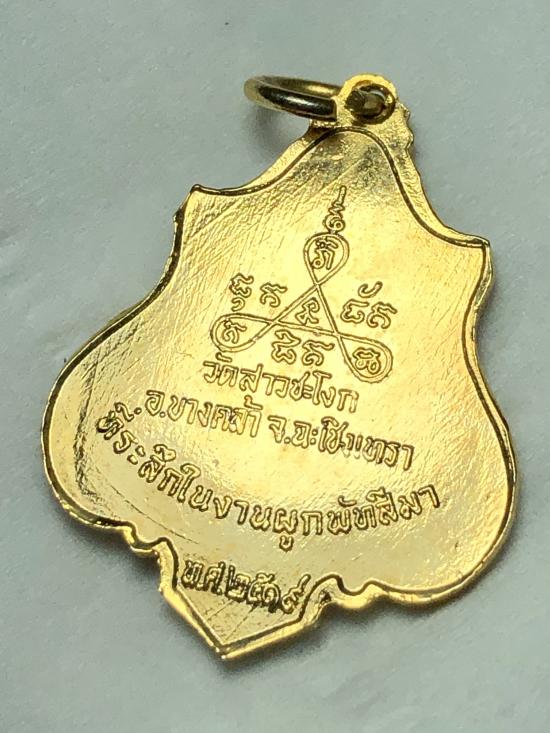 วัดสาวชะโงก
อ.บางคล้า จ.ฉะเชิงเทรา
ที่ระลึกในงานผูกพัทสีมา
พ.ศ.๒๕๑๙